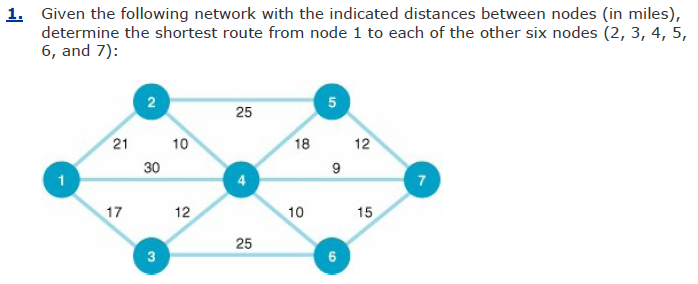 1. Given the following network with the indicated distances between nodes (in miles),
determine the shortest route from node 1 to each of the other six nodes (2, 3, 4, 5,
6, and 7):
2 5
25
21 10 18 12
30 9
1 4 7
17 12 10 15
25
3 6